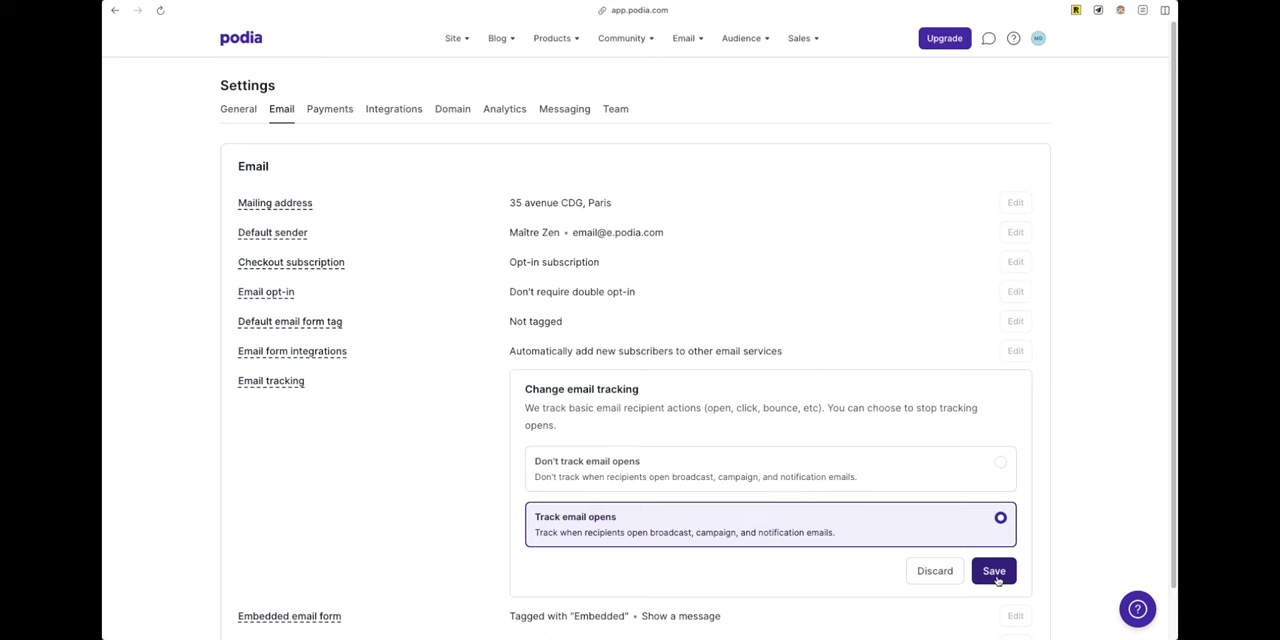 app.podia.com
podia
Site Blog Products Community Email Audience Sales Upgrade MD
Settings
General Email Payments Integrations Domain Analytics Messaging Team
Email
Mailing address 35 avenue CDG, Paris Edit
Default sender Maître Zen • email@e.podia.com Edit
Checkout subscription Opt-in subscription Edit
Email opt-in Don't require double opt-in Edit
Default email form tag Not tagged Edit
Email form integrations Automatically add new subscribers to other email services Edit
Email tracking Change email tracking
We track basic email recipient actions (open, click, bounce, etc). You can choose to stop tracking
opens.
Don't track email opens
Don't track when recipients open broadcast, campaign, and notification emails.
Track email opens
Track when recipients open broadcast, campaign, and notification emails.
Discard Save
Embedded email form Tagged with "Embedded" • Show a message Edit